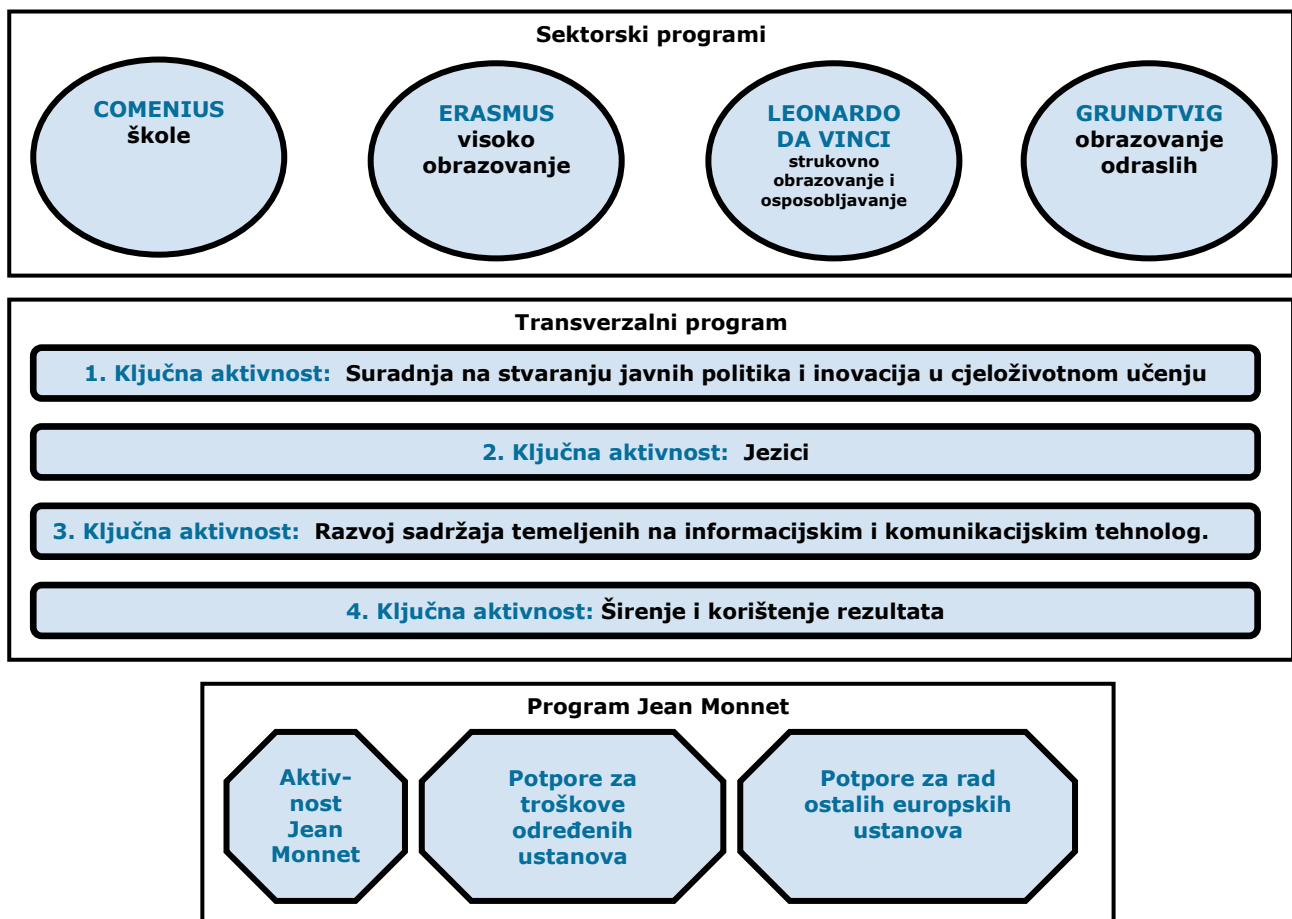 Sektorski programi
COMENIUS
škole
ERASMUS
visoko
obrazovanje
LEONARDO
DA VINCI
strukovno
obrazovanje i
osposobljavanje
GRUNDTVIG
obrazovanje
odraslih
Transverzalni program
1. Ključna aktivnost: Suradnja na stvaranju javnih politika i inovacija u cjeloživotnom učenju
2. Ključna aktivnost: Jezici
3. Ključna aktivnost: Razvoj sadržaja temeljenih na informacijskim i komunikacijskim tehnolog.
4. Ključna aktivnost: Širenje i korištenje rezultata
Program Jean Monnet
Aktiv-
nost
Jean
Monnet
Potpore za
troškove
određenih
ustanova
Potpore za rad
ostalih europskih
ustanova